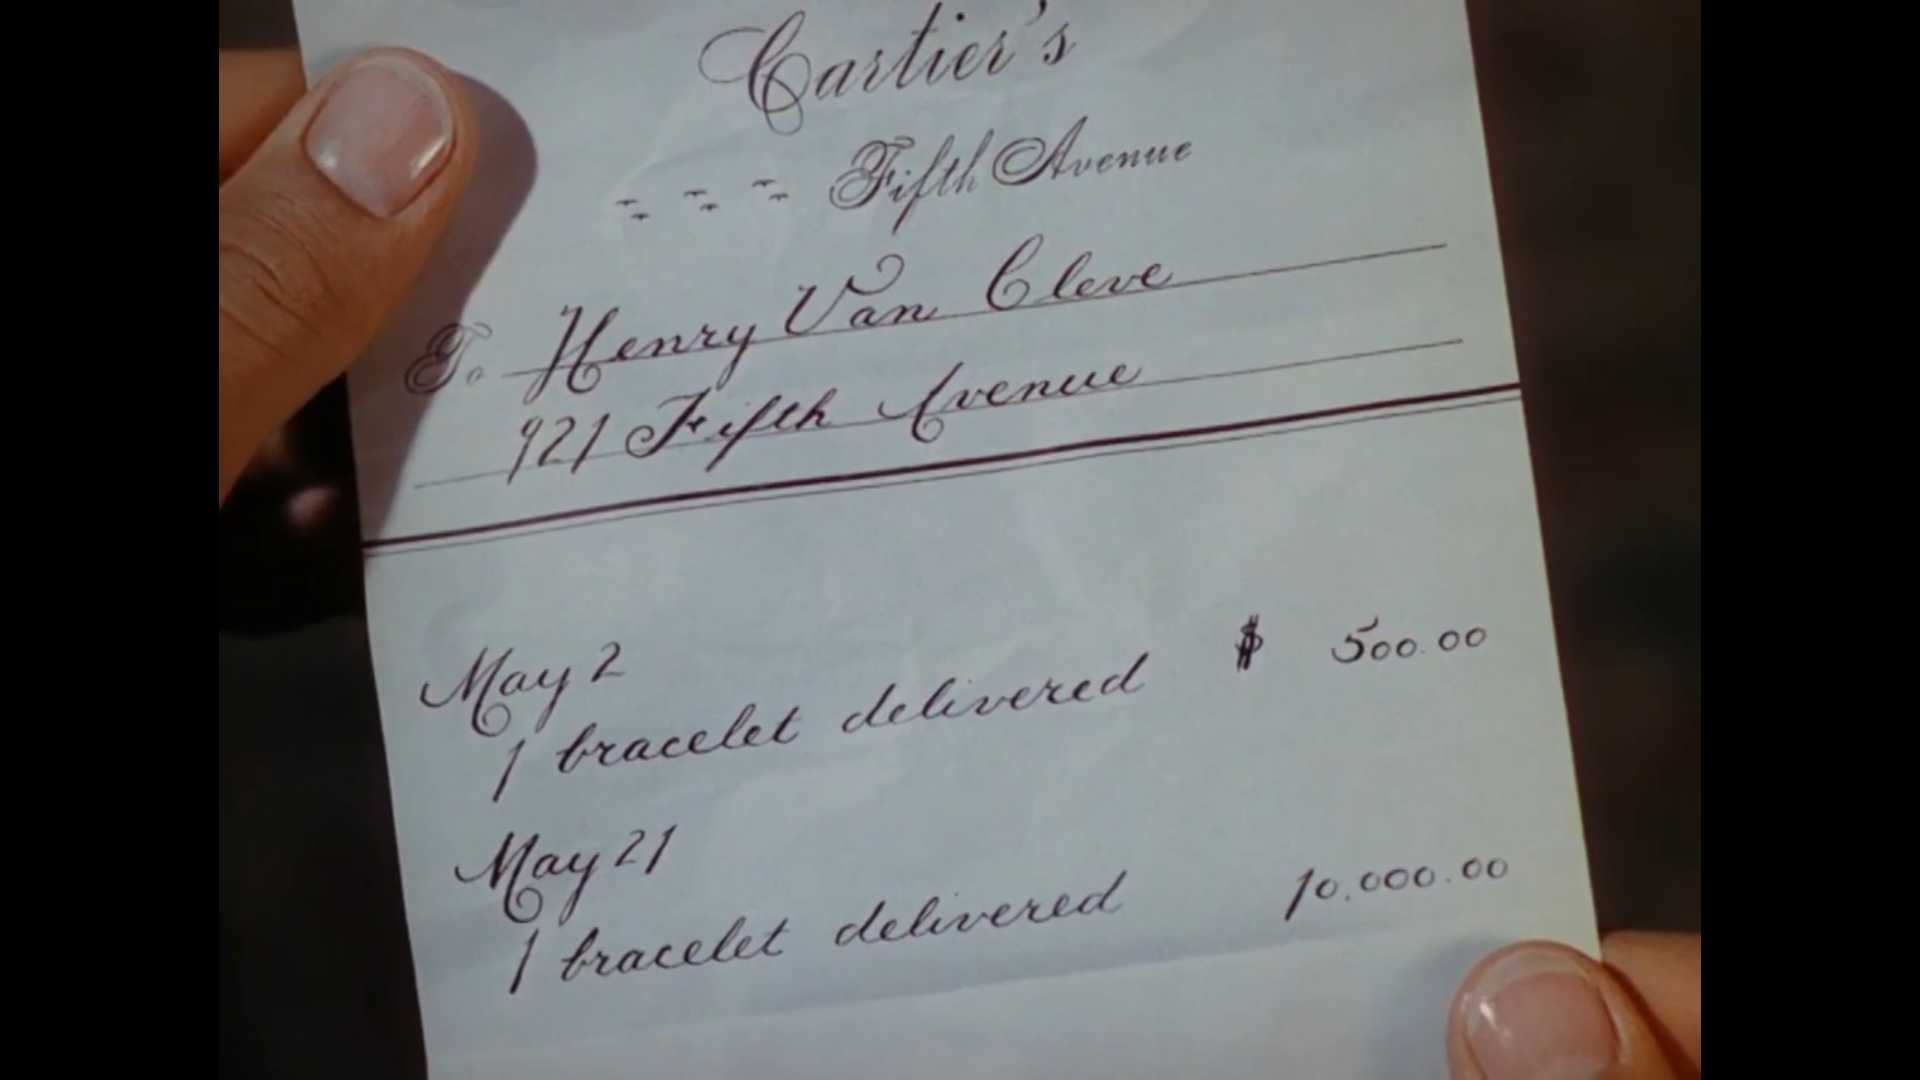 Cartier's
Fifth Avenue
To Henry Van Cleve
921 Fifth Avenue
May 2
1 bracelet delivered $ 500.00
May 21
1 bracelet delivered 10,000.00